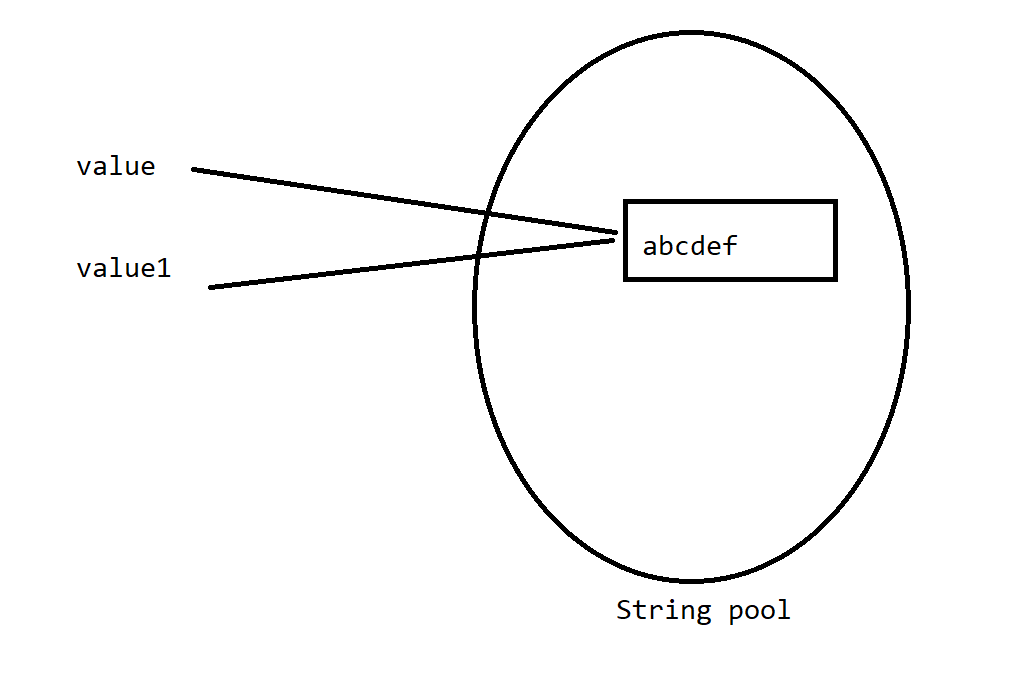 value
abcdef
value1
String pool